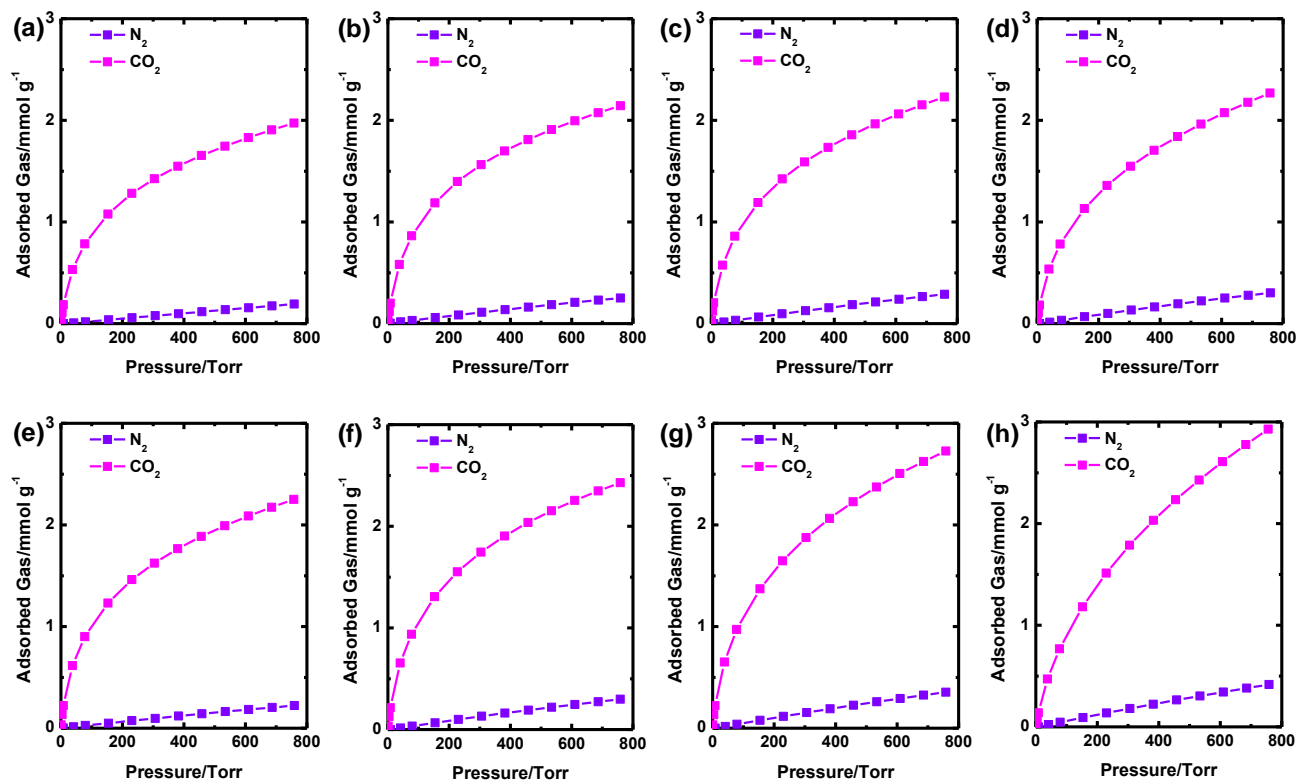 (a)
N2
CO2
3
2
1
0
Adsorbed Gas/mmol g-1
0 200 400 600 800
Pressure/Torr
(b)
N2
CO2
3
2
1
0
Adsorbed Gas/mmol g-1
0 200 400 600 800
Pressure/Torr
(c)
N2
CO2
3
2
1
0
Adsorbed Gas/mmol g-1
0 200 400 600 800
Pressure/Torr
(d)
N2
CO2
3
2
1
0
Adsorbed Gas/mmol g-1
0 200 400 600 800
Pressure/Torr
(e)
N2
CO2
3
2
1
0
Adsorbed Gas/mmol g-1
0 200 400 600 800
Pressure/Torr
(f)
N2
CO2
3
2
1
0
Adsorbed Gas/mmol g-1
0 200 400 600 800
Pressure/Torr
(g)
N2
CO2
3
2
1
0
Adsorbed Gas/mmol g-1
0 200 400 600 800
Pressure/Torr
(h)
N2
CO2
3
2
1
0
Adsorbed Gas/mmol g-1
0 200 400 600 800
Pressure/Torr